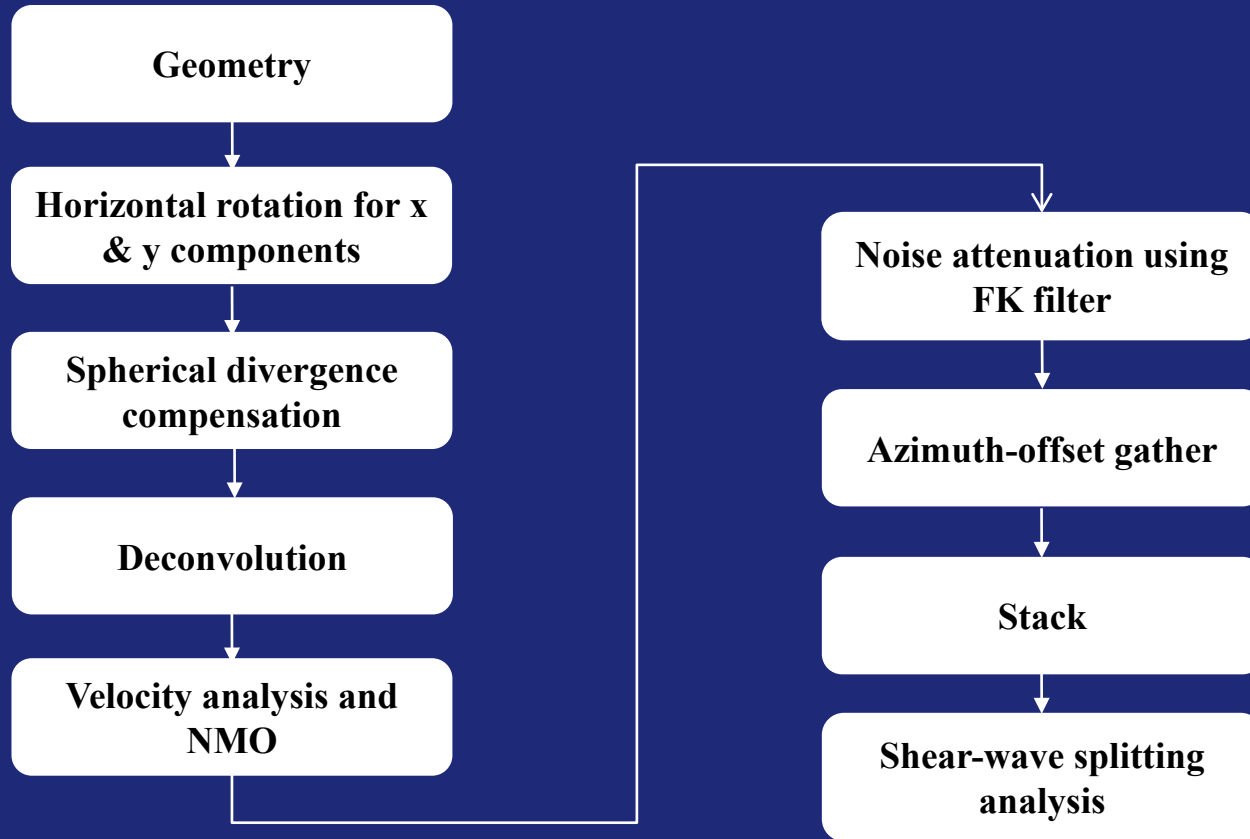 Geometry
Horizontal rotation for x
& y components
Spherical divergence
compensation
Deconvolution
Velocity analysis and
NMO
Noise attenuation using
FK filter
Azimuth-offset gather
Stack
Shear-wave splitting
analysis